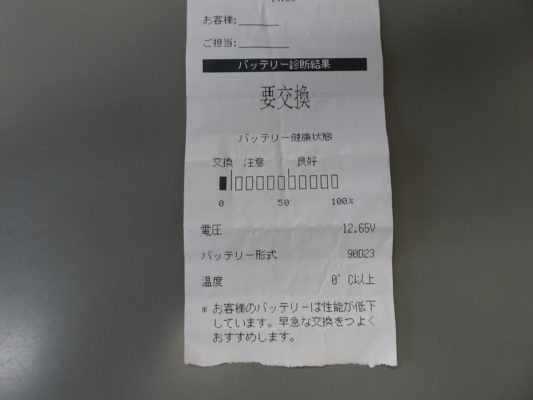 お客様:
ご担当:
バッテリー診断結果
要交換
バッテリー健康状態
交換 注意 良好
0 50 100%
電圧 12.65V
バッテリー形式 90D23
温度 0°C以上
* お客様のバッテリーは性能が低下
しています。早急な交換をつよく
おすすめします。